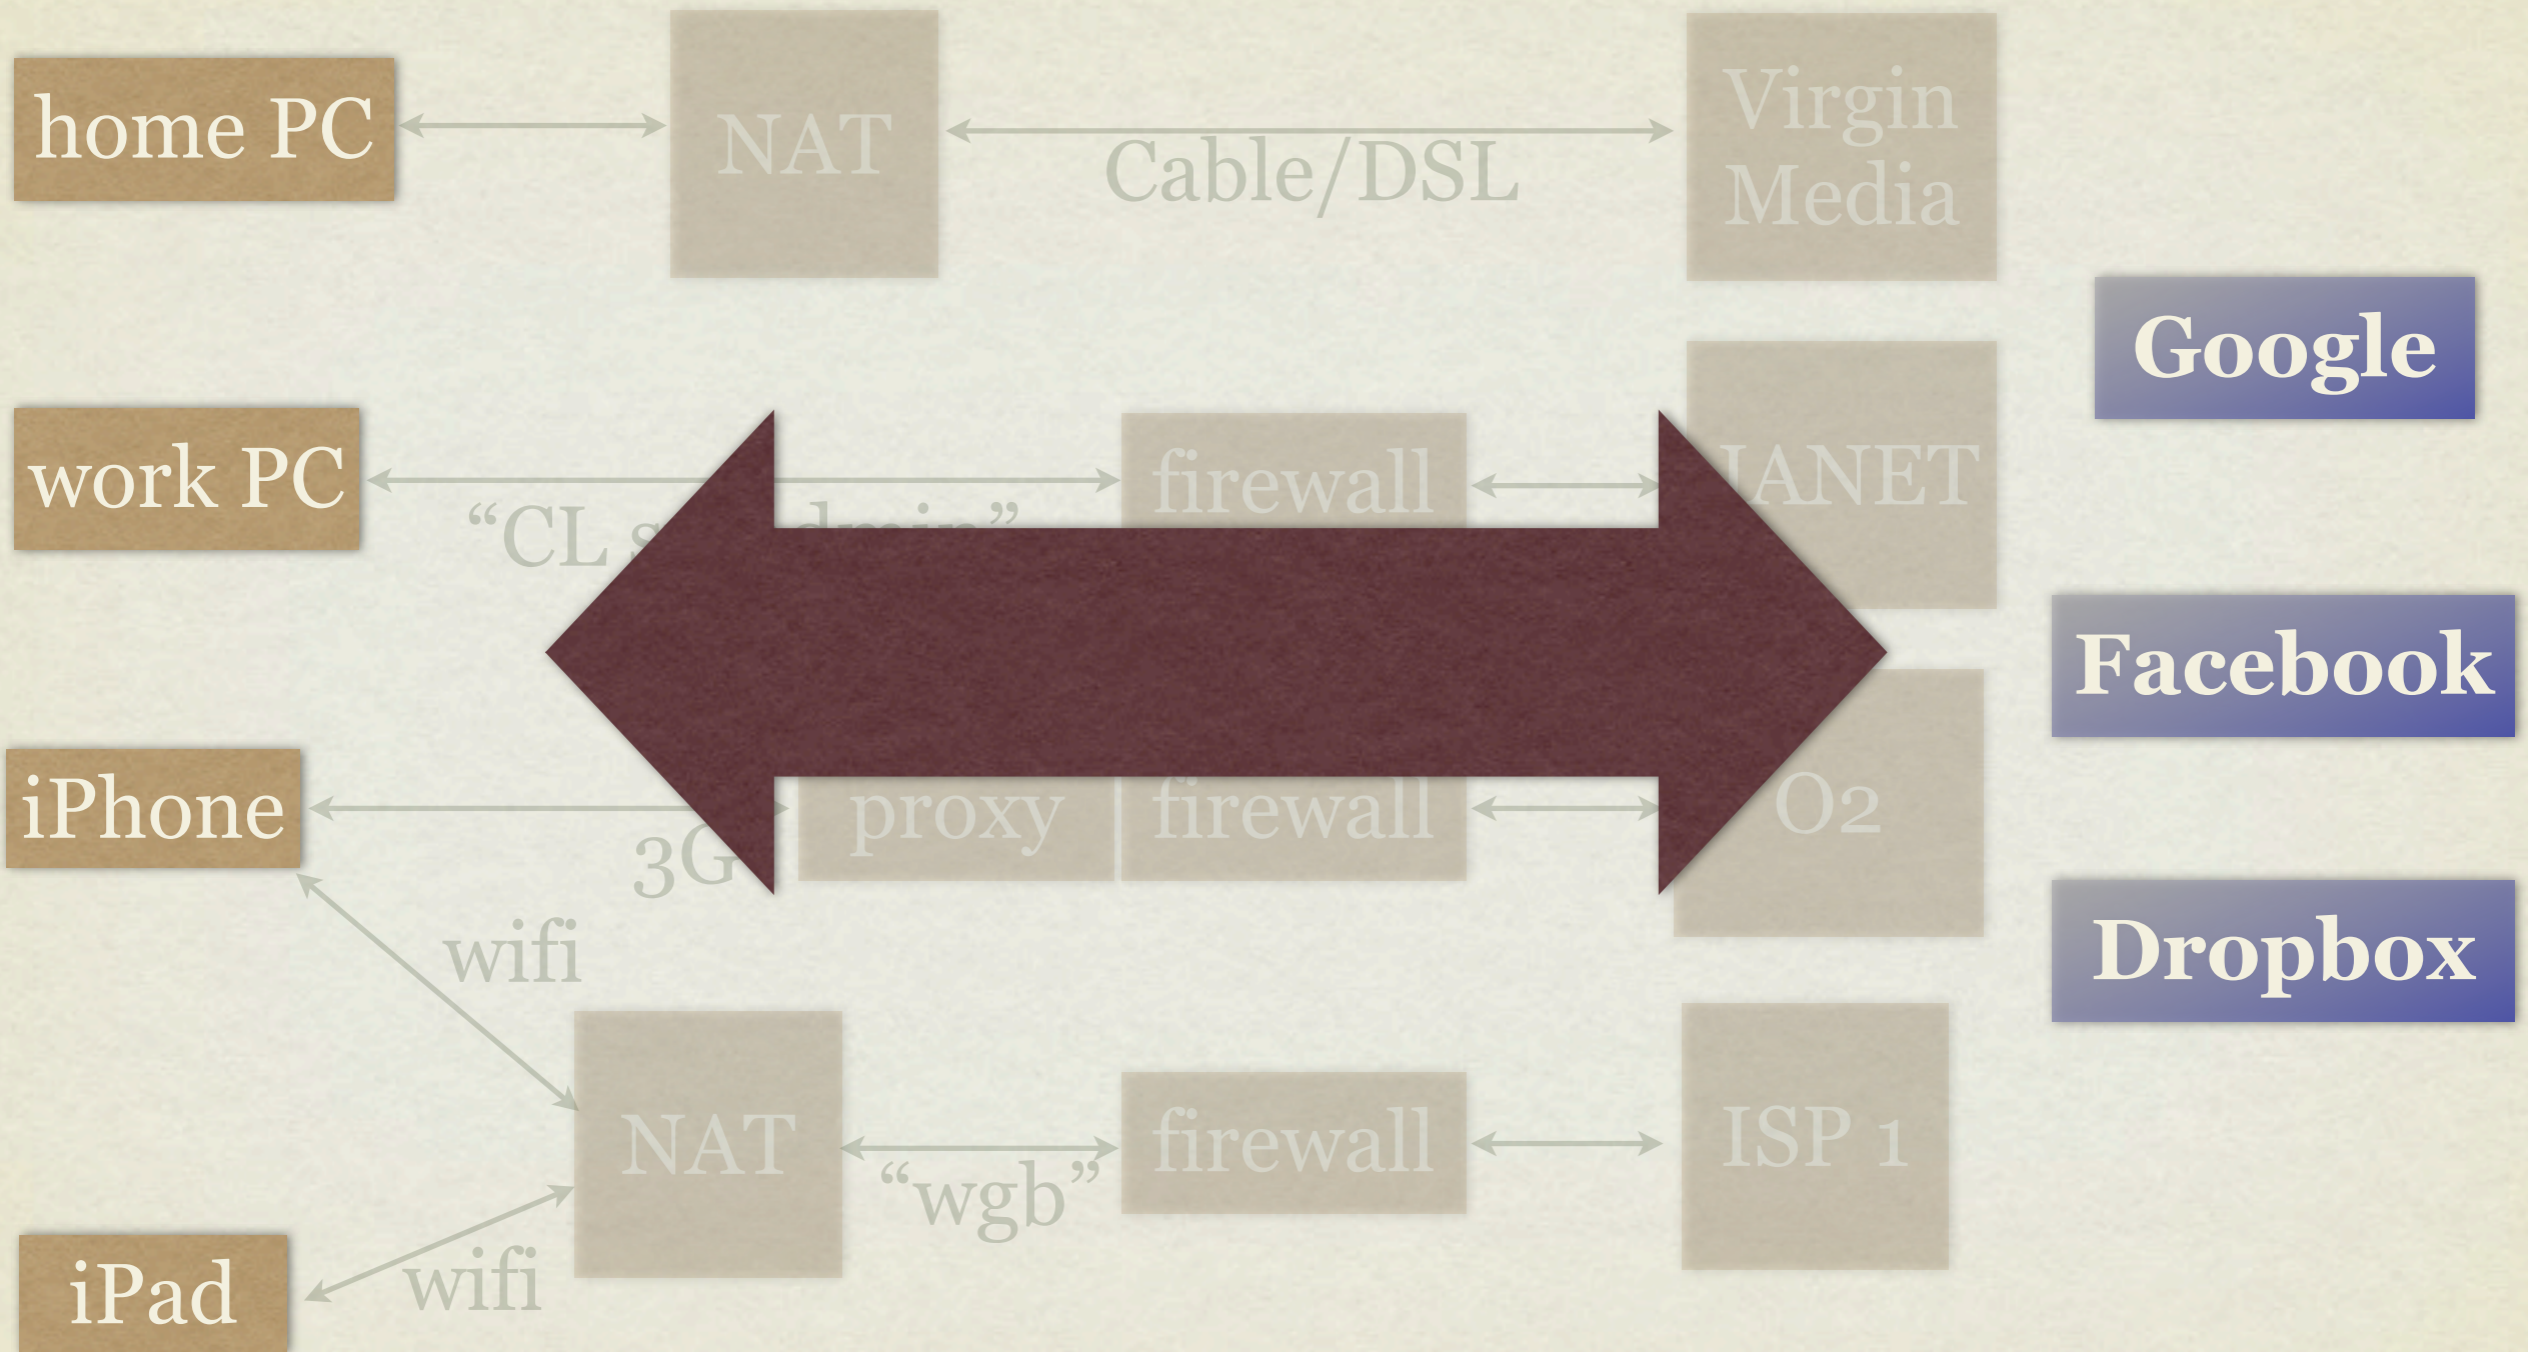 home PC
NAT
Cable/DSL
Virgin
Media
Google
work PC
“CL
firewall
JANET
Facebook
iPhone
3G
proxy
firewall
O2
wifi
Dropbox
NAT
“wgb”
firewall
ISP 1
iPad
wifi